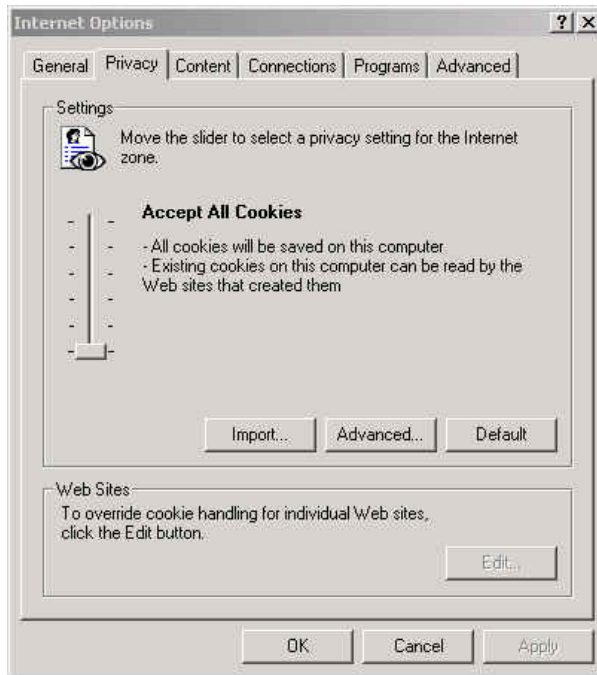 Internet Options
General Privacy Content Connections Programs Advanced
Settings
Move the slider to select a privacy setting for the Internet
zone.
Accept All Cookies
- All cookies will be saved on this computer
- Existing cookies on this computer can be read by the
Web sites that created them
Import... Advanced... Default
Web Sites
To override cookie handling for individual Web sites,
click the Edit button.
Edit...
OK Cancel Apply